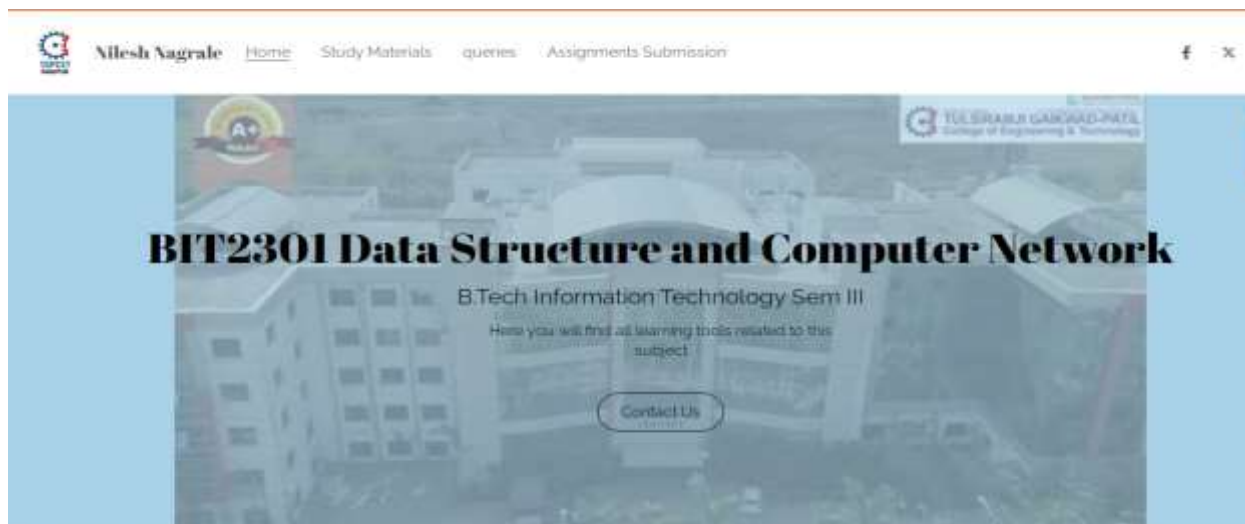 Nilesh Nagrale
Home
Study Materials
queries
Assignments Submission
A+
TULSIRAMJI GAIKWAD-PATIL
College of Engineering & Technology
BIT2301 Data Structure and Computer Network
B.Tech Information Technology Sem III
Here you will find all learning tools related to this
subject
Contact Us